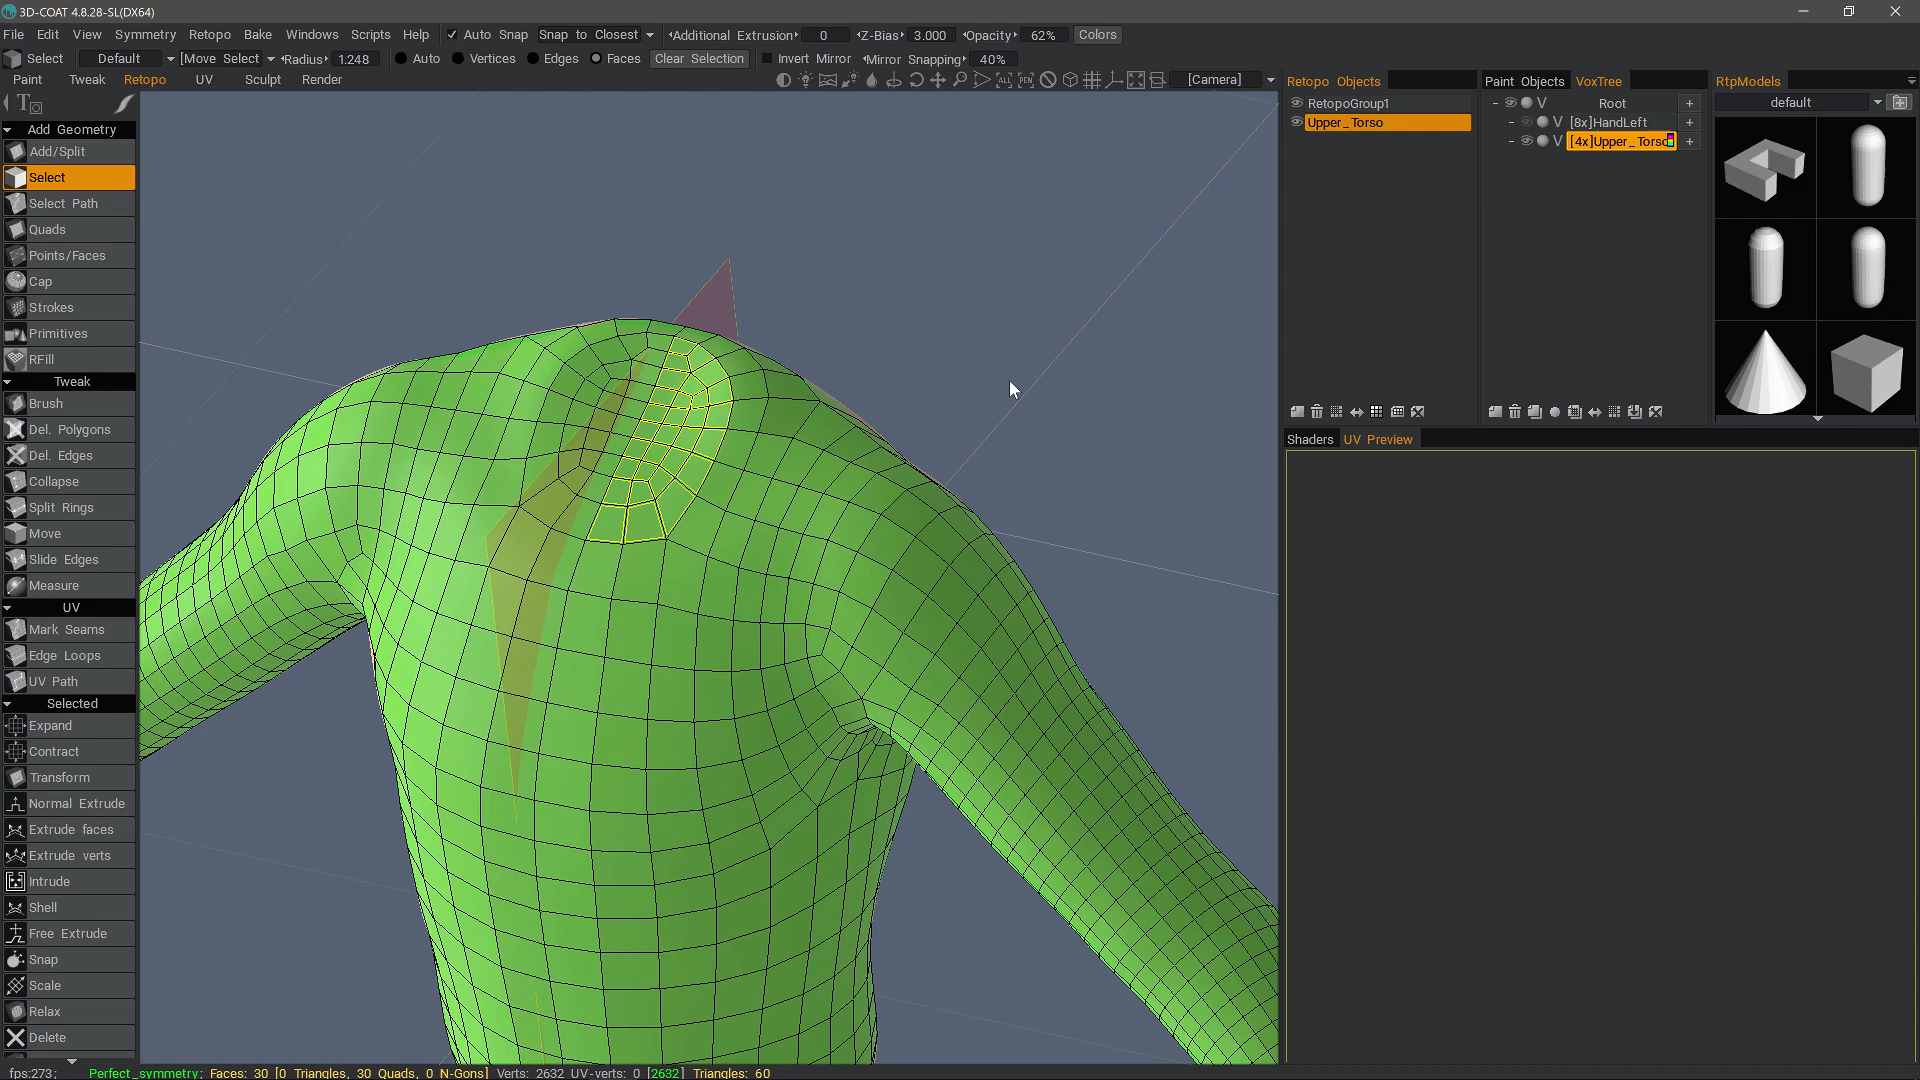 3D-COAT 4.8.28-SL(DX64)
File Edit View Symmetry Retopo Bake Windows Scripts Help Auto Snap Snap to Closest Additional Extrusion 0 Z-Bias 3.000 Opacity 62% Colors
Select Default [Move Select] Radius 1.248 Auto Vertices Edges Faces Clear Selection Invert Mirror Mirror Snapping 40%
Paint Tweak Retopo UV Sculpt Render ALL PEN [Camera]
Retopo Objects
RetopoGroup1
Upper_Torso
Paint Objects VoxTree
V Root +
V [8x]HandLeft +
V [4x]Upper_Torso +
RtpModels
default
Shaders UV Preview
Add Geometry
Add/Split
Select
Select Path
Quads
Points/Faces
Cap
Strokes
Primitives
RFill
Tweak
Brush
Del. Polygons
Del. Edges
Collapse
Split Rings
Move
Slide Edges
Measure
UV
Mark Seams
Edge Loops
UV Path
Selected
Expand
Contract
Transform
Normal Extrude
Extrude faces
Extrude verts
Intrude
Shell
Free Extrude
Snap
Scale
Relax
Delete
fps:273; Perfect_symmetry; Faces: 30 [0 Triangles, 30 Quads, 0 N-Gons] Verts: 2632 UV-verts: 0 [2632] Triangles: 60